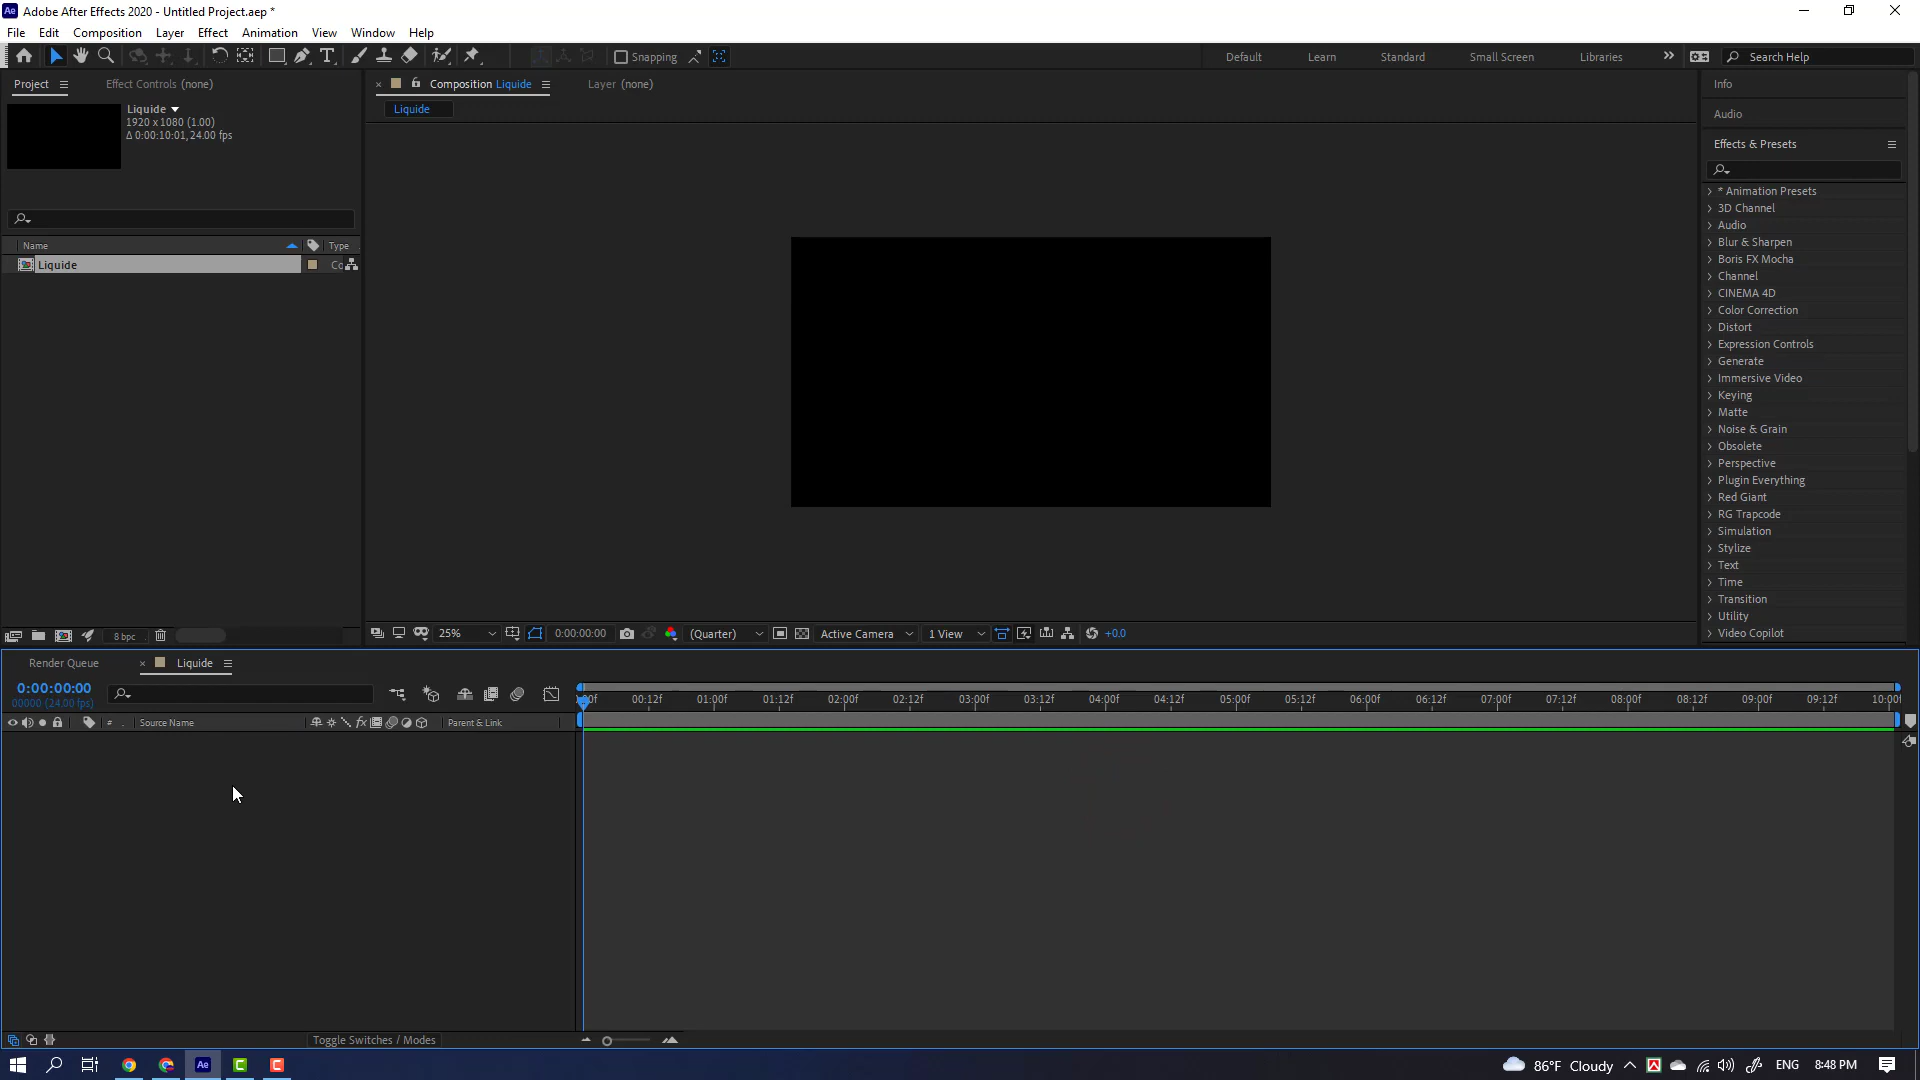 Ae Adobe After Effects 2020 - Untitled Project.aep *
File Edit Composition Layer Effect Animation View Window Help
Snapping Default Learn Standard Small Screen Libraries Search Help
Project Effect Controls (none)
Liquide
1920 x 1080 (1.00)
Δ 0:00:10:01, 24.00 fps
Name Type
Liquide Co
8 bpc
Composition Liquide Layer (none)
Liquide
25% 0:00:00:00 (Quarter) Active Camera 1 View +0.0
Info
Audio
Effects & Presets
* Animation Presets
3D Channel
Audio
Blur & Sharpen
Boris FX Mocha
Channel
CINEMA 4D
Color Correction
Distort
Expression Controls
Generate
Immersive Video
Keying
Matte
Noise & Grain
Obsolete
Perspective
Plugin Everything
Red Giant
RG Trapcode
Simulation
Stylize
Text
Time
Transition
Utility
Video Copilot
Render Queue Liquide
0:00:00:00
00000 (24.00 fps)
:00f 00:12f 01:00f 01:12f 02:00f 02:12f 03:00f 03:12f 04:00f 04:12f 05:00f 05:12f 06:00f 06:12f 07:00f 07:12f 08:00f 08:12f 09:00f 09:12f 10:00f
# Source Name fx Parent & Link
Toggle Switches / Modes
Ae 86°F Cloudy ENG 8:48 PM